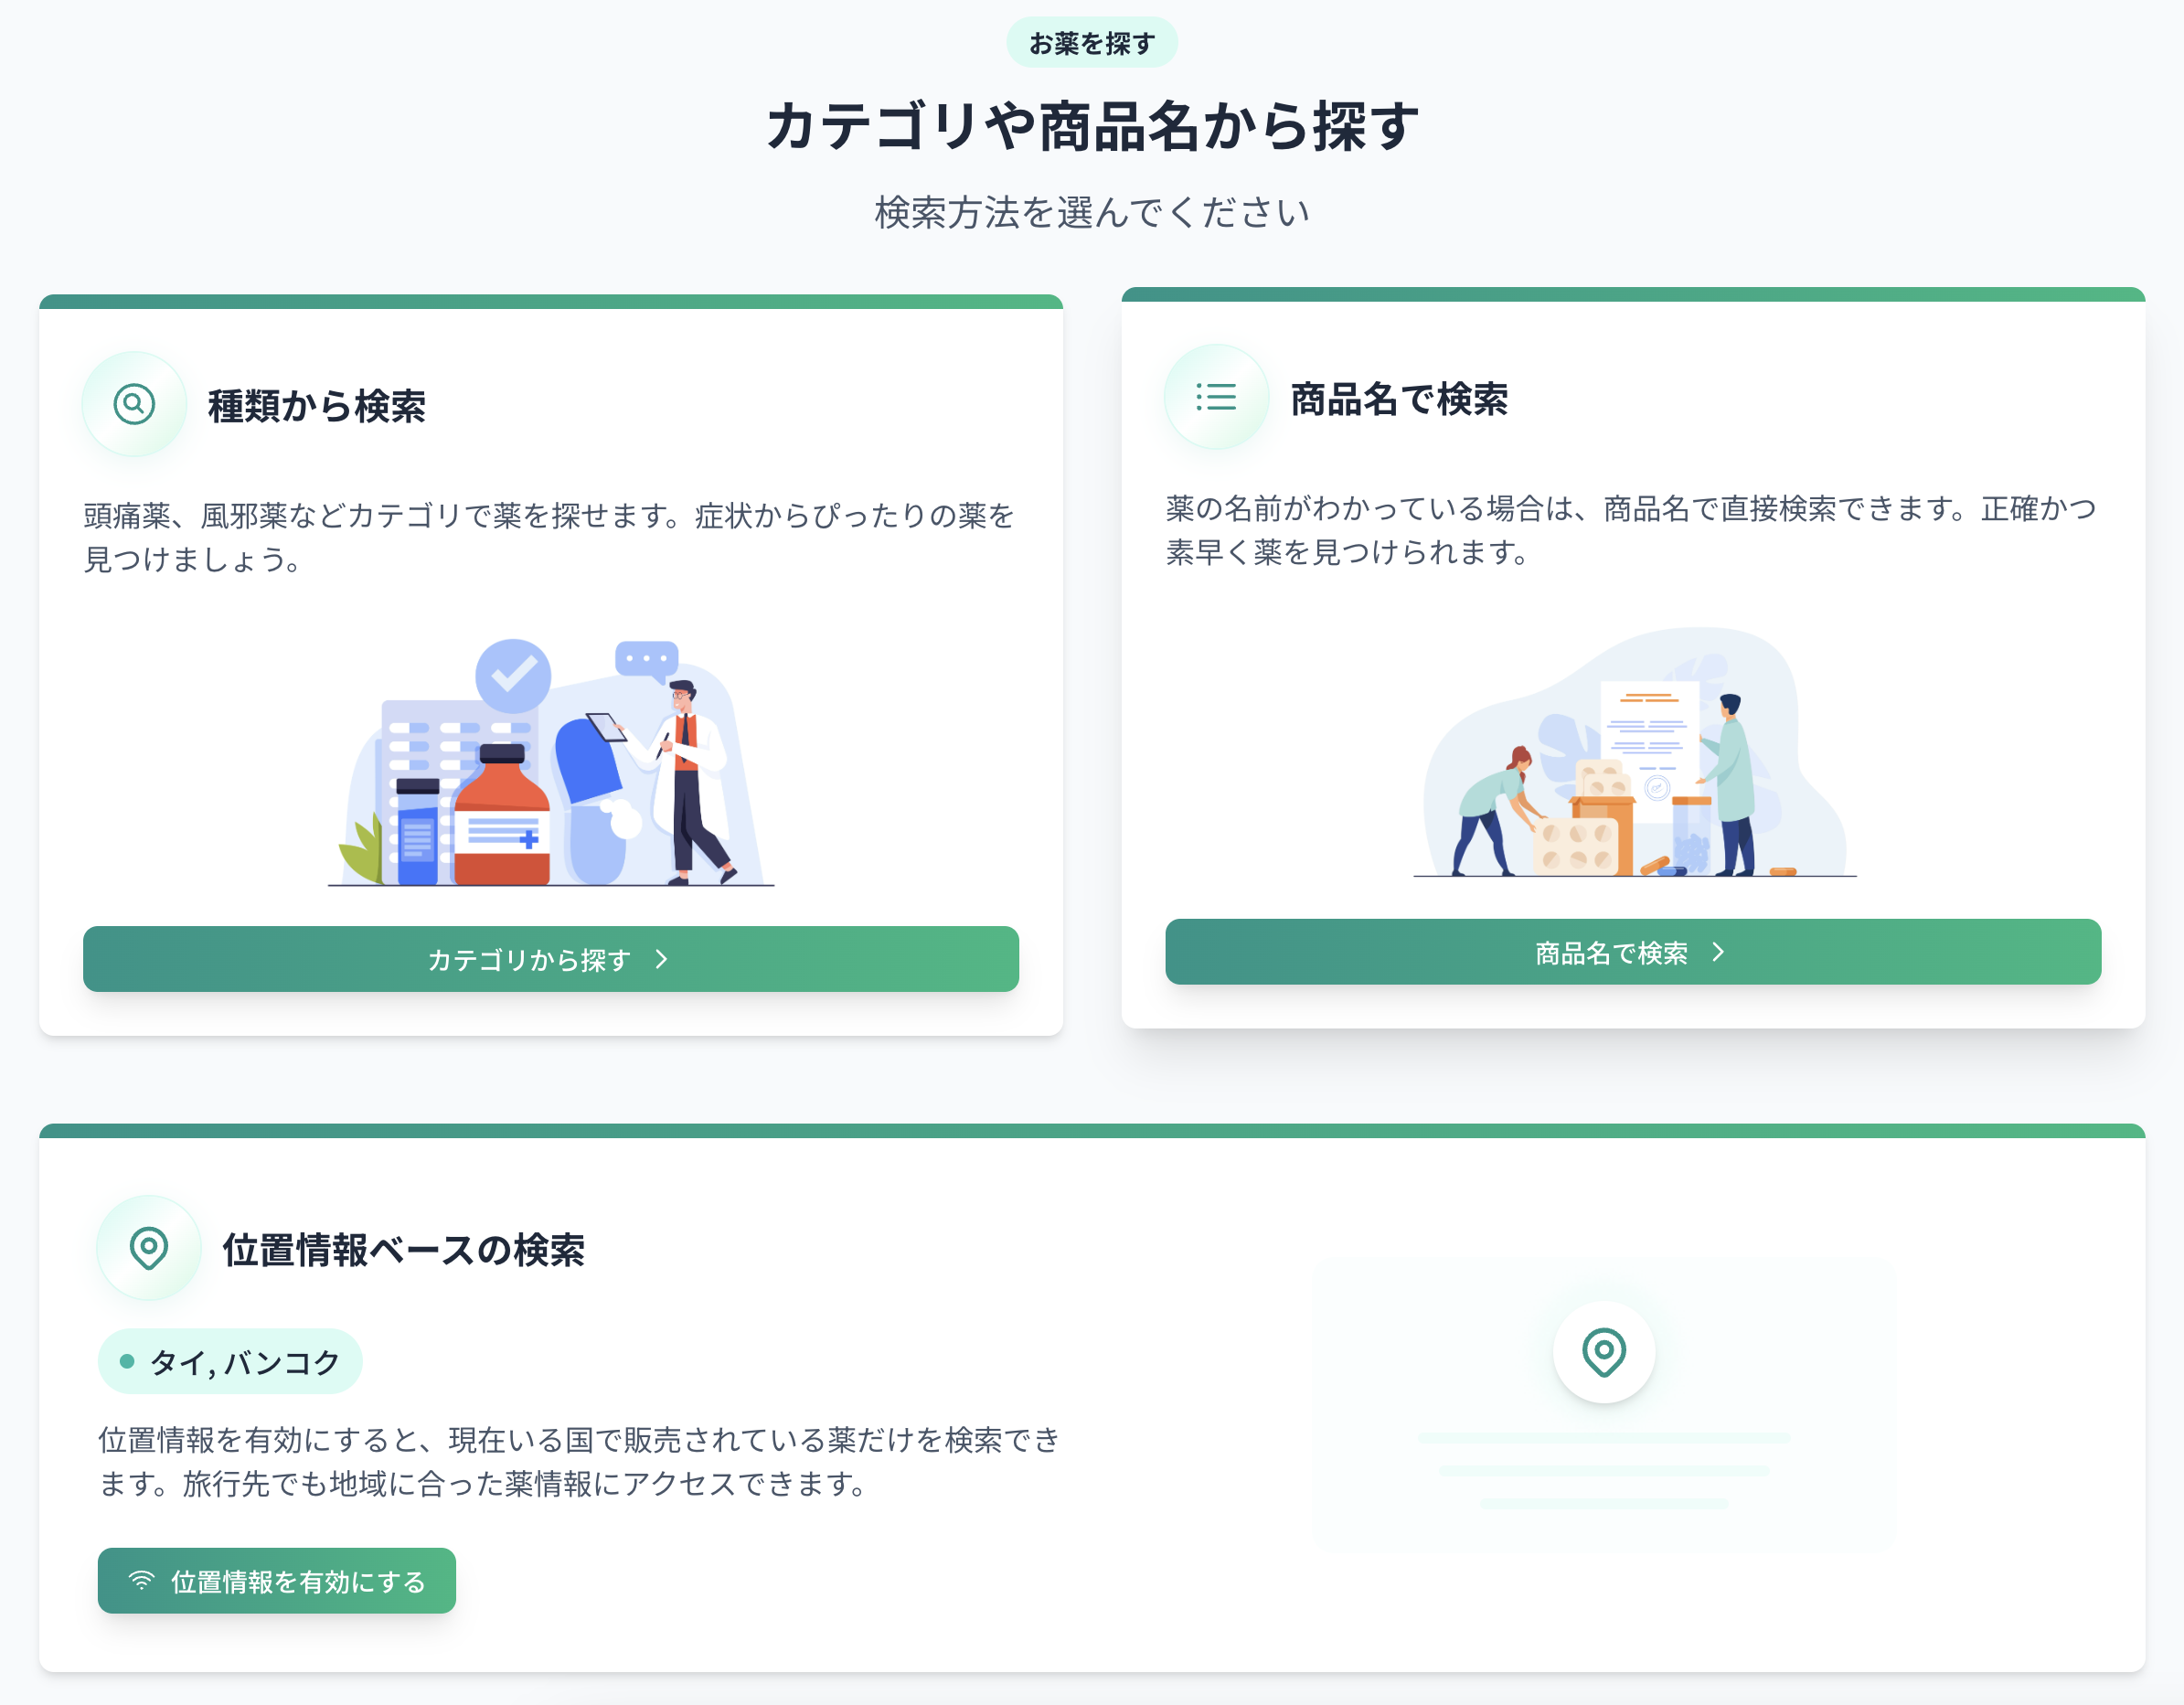 お薬を探す
カテゴリや商品名から探す
検索方法を選んでください
種類から検索
頭痛薬、風邪薬などカテゴリで薬を探せます。症状からぴったりの薬を
見つけましょう。
カテゴリから探す
商品名で検索
薬の名前がわかっている場合は、商品名で直接検索できます。正確かつ
素早く薬を見つけられます。
商品名で検索
位置情報ベースの検索
タイ, バンコク
位置情報を有効にすると、現在いる国で販売されている薬だけを検索でき
ます。旅行先でも地域に合った薬情報にアクセスできます。
位置情報を有効にする